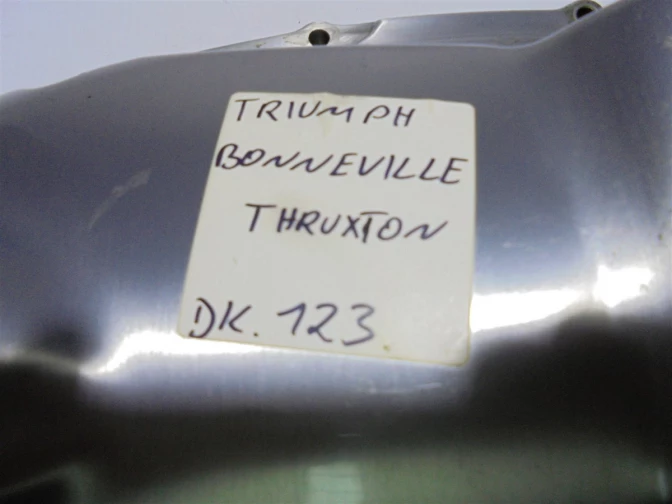 TRIUMPH
BONNEVILLE
THRUXTON
DK. 123